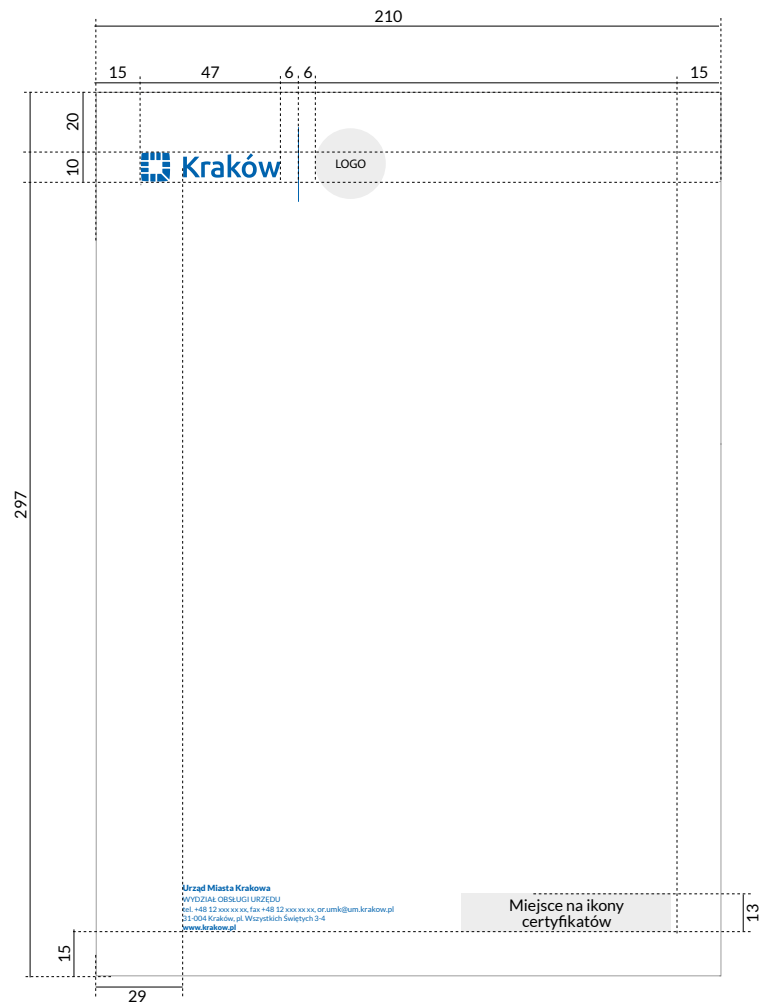 210
15 47 6 6 15
20
10
Kraków
LOGO
297
Urząd Miasta Krakowa
WYDZIAŁ OBSŁUGI URZĘDU
tel. +48 12 xxx xx xx, fax +48 12 xxx xx xx, or.umk@um.krakow.pl
31-004 Kraków, pl. Wszystkich Świętych 3-4
www.krakow.pl
Miejsce na ikony
certyfikatów
13
15
29